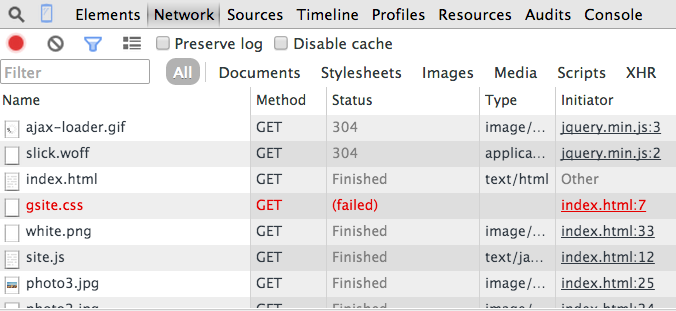 Elements Network Sources Timeline Profiles Resources Audits Console
Preserve log Disable cache
Filter All Documents Stylesheets Images Media Scripts XHR
Name Method Status Type Initiator
ajax-loader.gif GET 304 image/... jquery.min.js:3
slick.woff GET 304 applica... jquery.min.js:2
index.html GET Finished text/html Other
gsite.css GET (failed) index.html:7
white.png GET Finished image/... index.html:33
site.js GET Finished text/ja... index.html:12
photo3.jpg GET Finished image/... index.html:25
GET Finished image/...